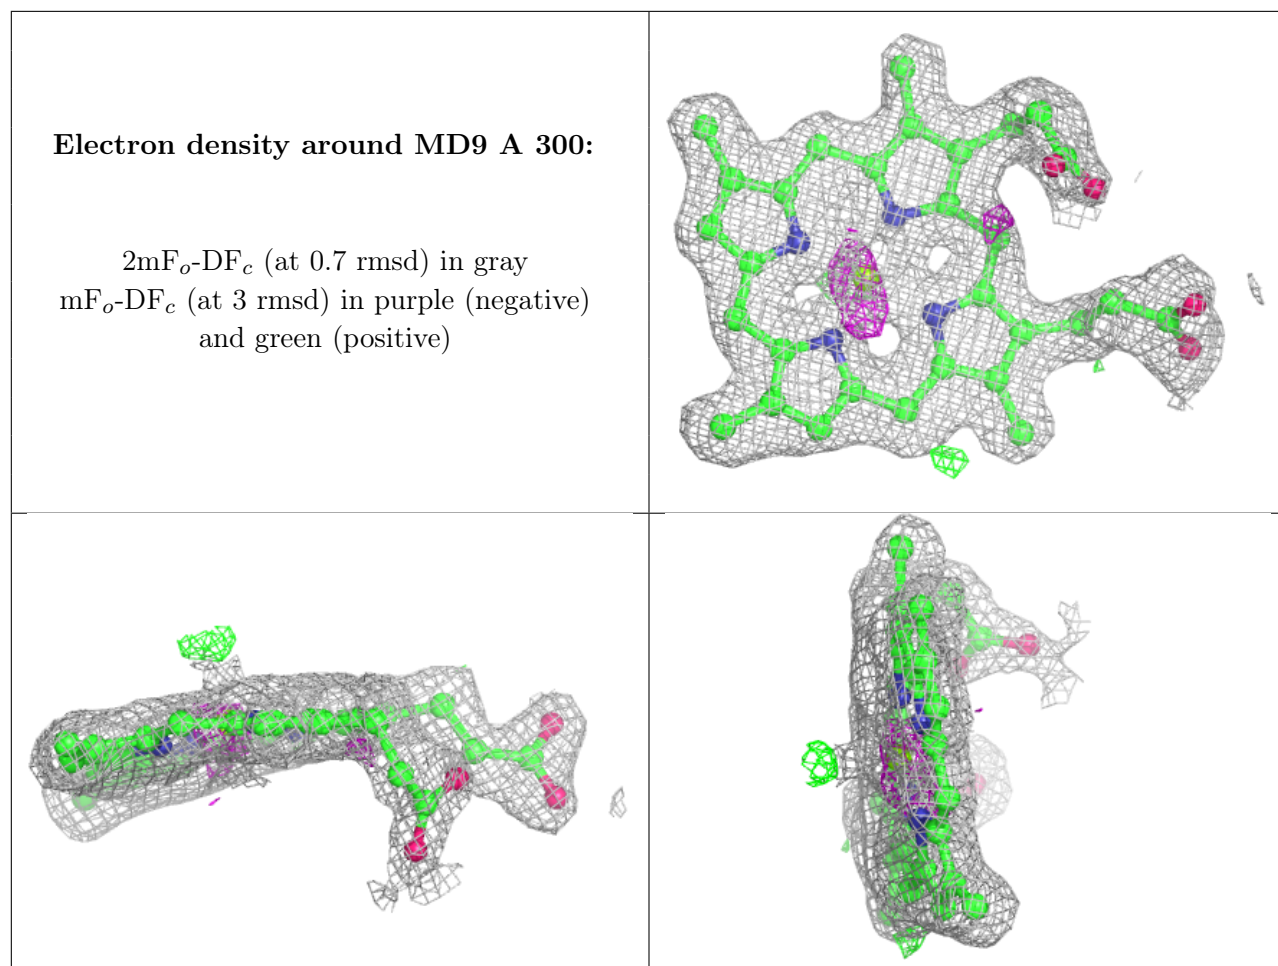 Electron density around MD9 A 300:
2mFo-DFc (at 0.7 rmsd) in gray
mFo-DFc (at 3 rmsd) in purple (negative)
and green (positive)